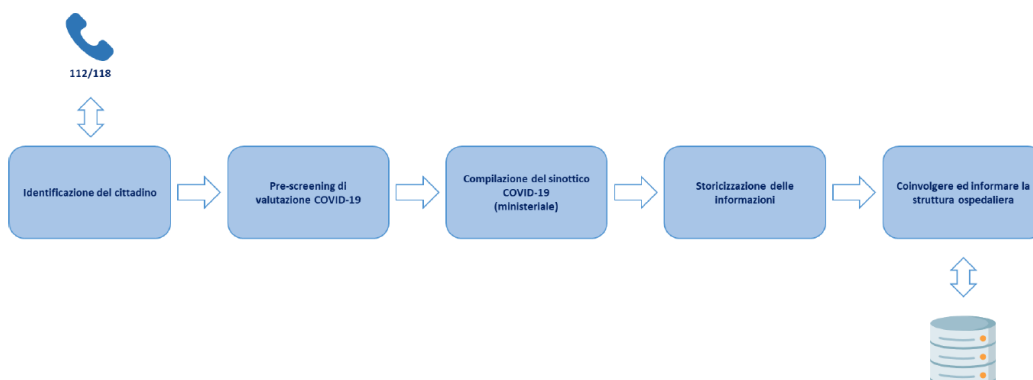 112/118
Identificazione del cittadino
Pre-screening di
valutazione COVID-19
Compilazione del sinottico
COVID-19
(ministeriale)
Storicizzazione delle
informazioni
Coinvolgere ed informare la
struttura ospedaliera